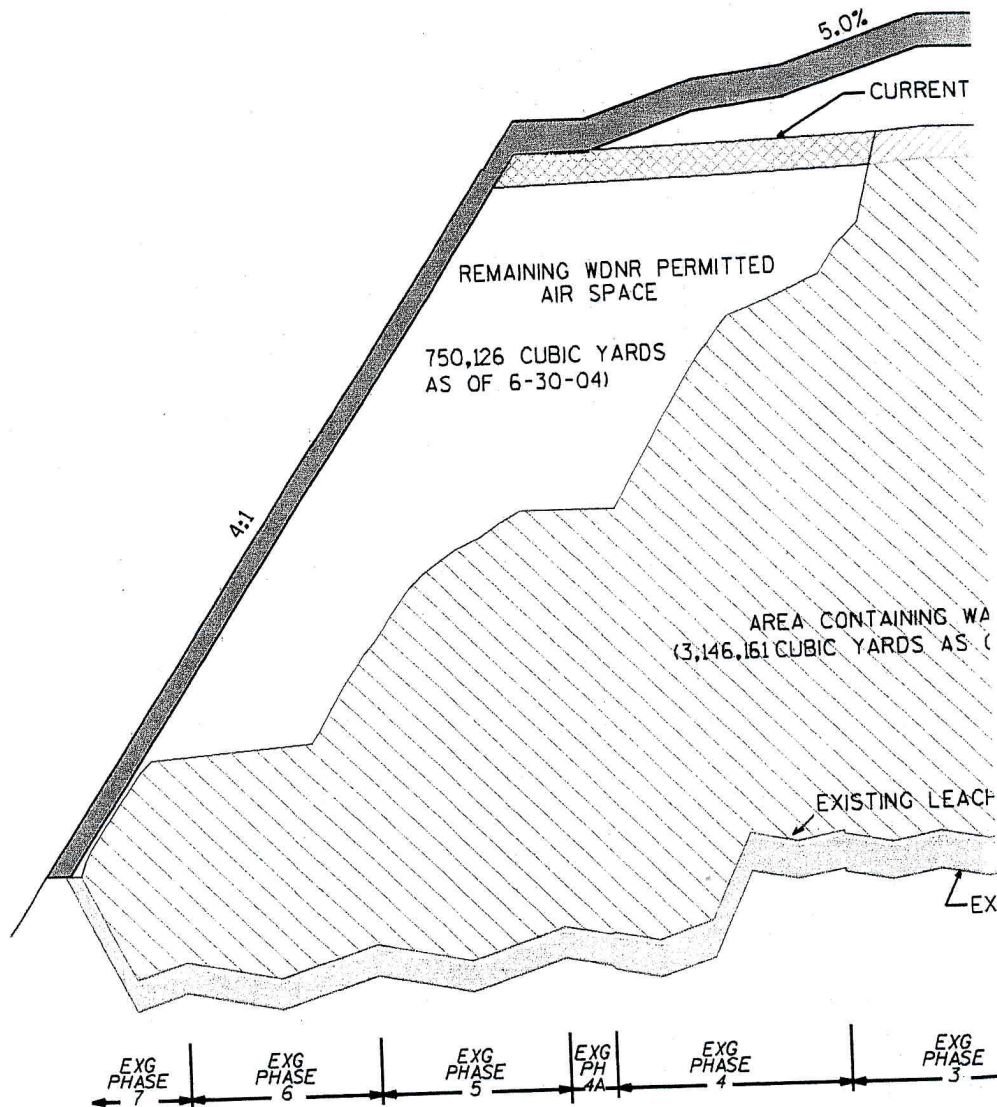 5.0%
CURRENT
REMAINING WDNR PERMITTED
AIR SPACE
750,126 CUBIC YARDS
AS OF 6-30-04)
4:1
AREA CONTAINING WA
(3,146,161 CUBIC YARDS AS (
EXISTING LEACH
EX
EXG
PHASE
7
EXG
PHASE
6
EXG
PHASE
5
EXG
PH
4A
EXG
PHASE
4
EXG
PHASE
3